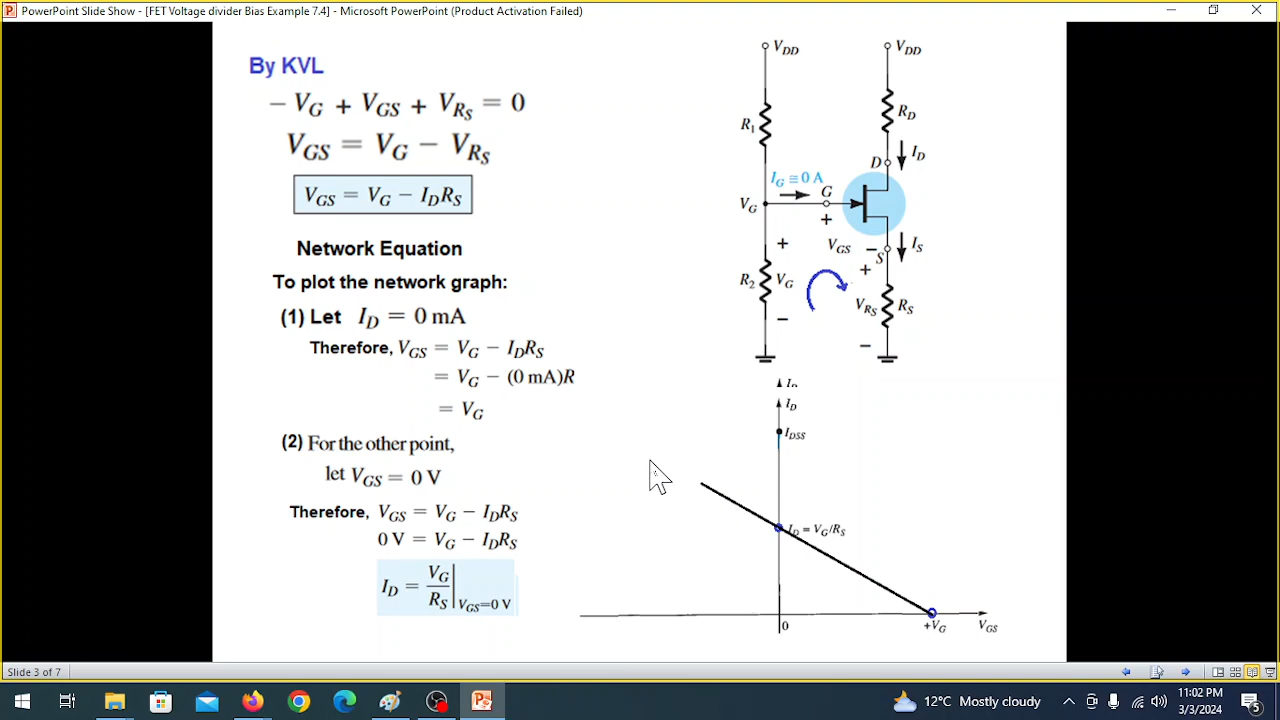 PowerPoint Slide Show - [FET Voltage divider Bias Example 7.4] - Microsoft PowerPoint (Product Activation Failed)
By KVL
− V_G + V_GS + V_RS = 0
V_GS = V_G − V_RS
V_GS = V_G − I_D R_S
Network Equation
To plot the network graph:
(1) Let I_D = 0 mA
Therefore, V_GS = V_G − I_D R_S
= V_G − (0 mA)R
= V_G
(2) For the other point,
let V_GS = 0 V
Therefore, V_GS = V_G − I_D R_S
0 V = V_G − I_D R_S
I_D = V_G / R_S |V_GS=0 V
V_DD V_DD
R_1 R_D
D I_D
I_G ≅ 0 A
V_G G
+
+ V_GS − I_S
S
R_2 V_G +
V_RS R_S
− −
I_D
I_DSS
I_D = V_G/R_S
0 +V_G V_GS
Slide 3 of 7
12°C Mostly cloudy
11:02 PM
3/3/2024
5